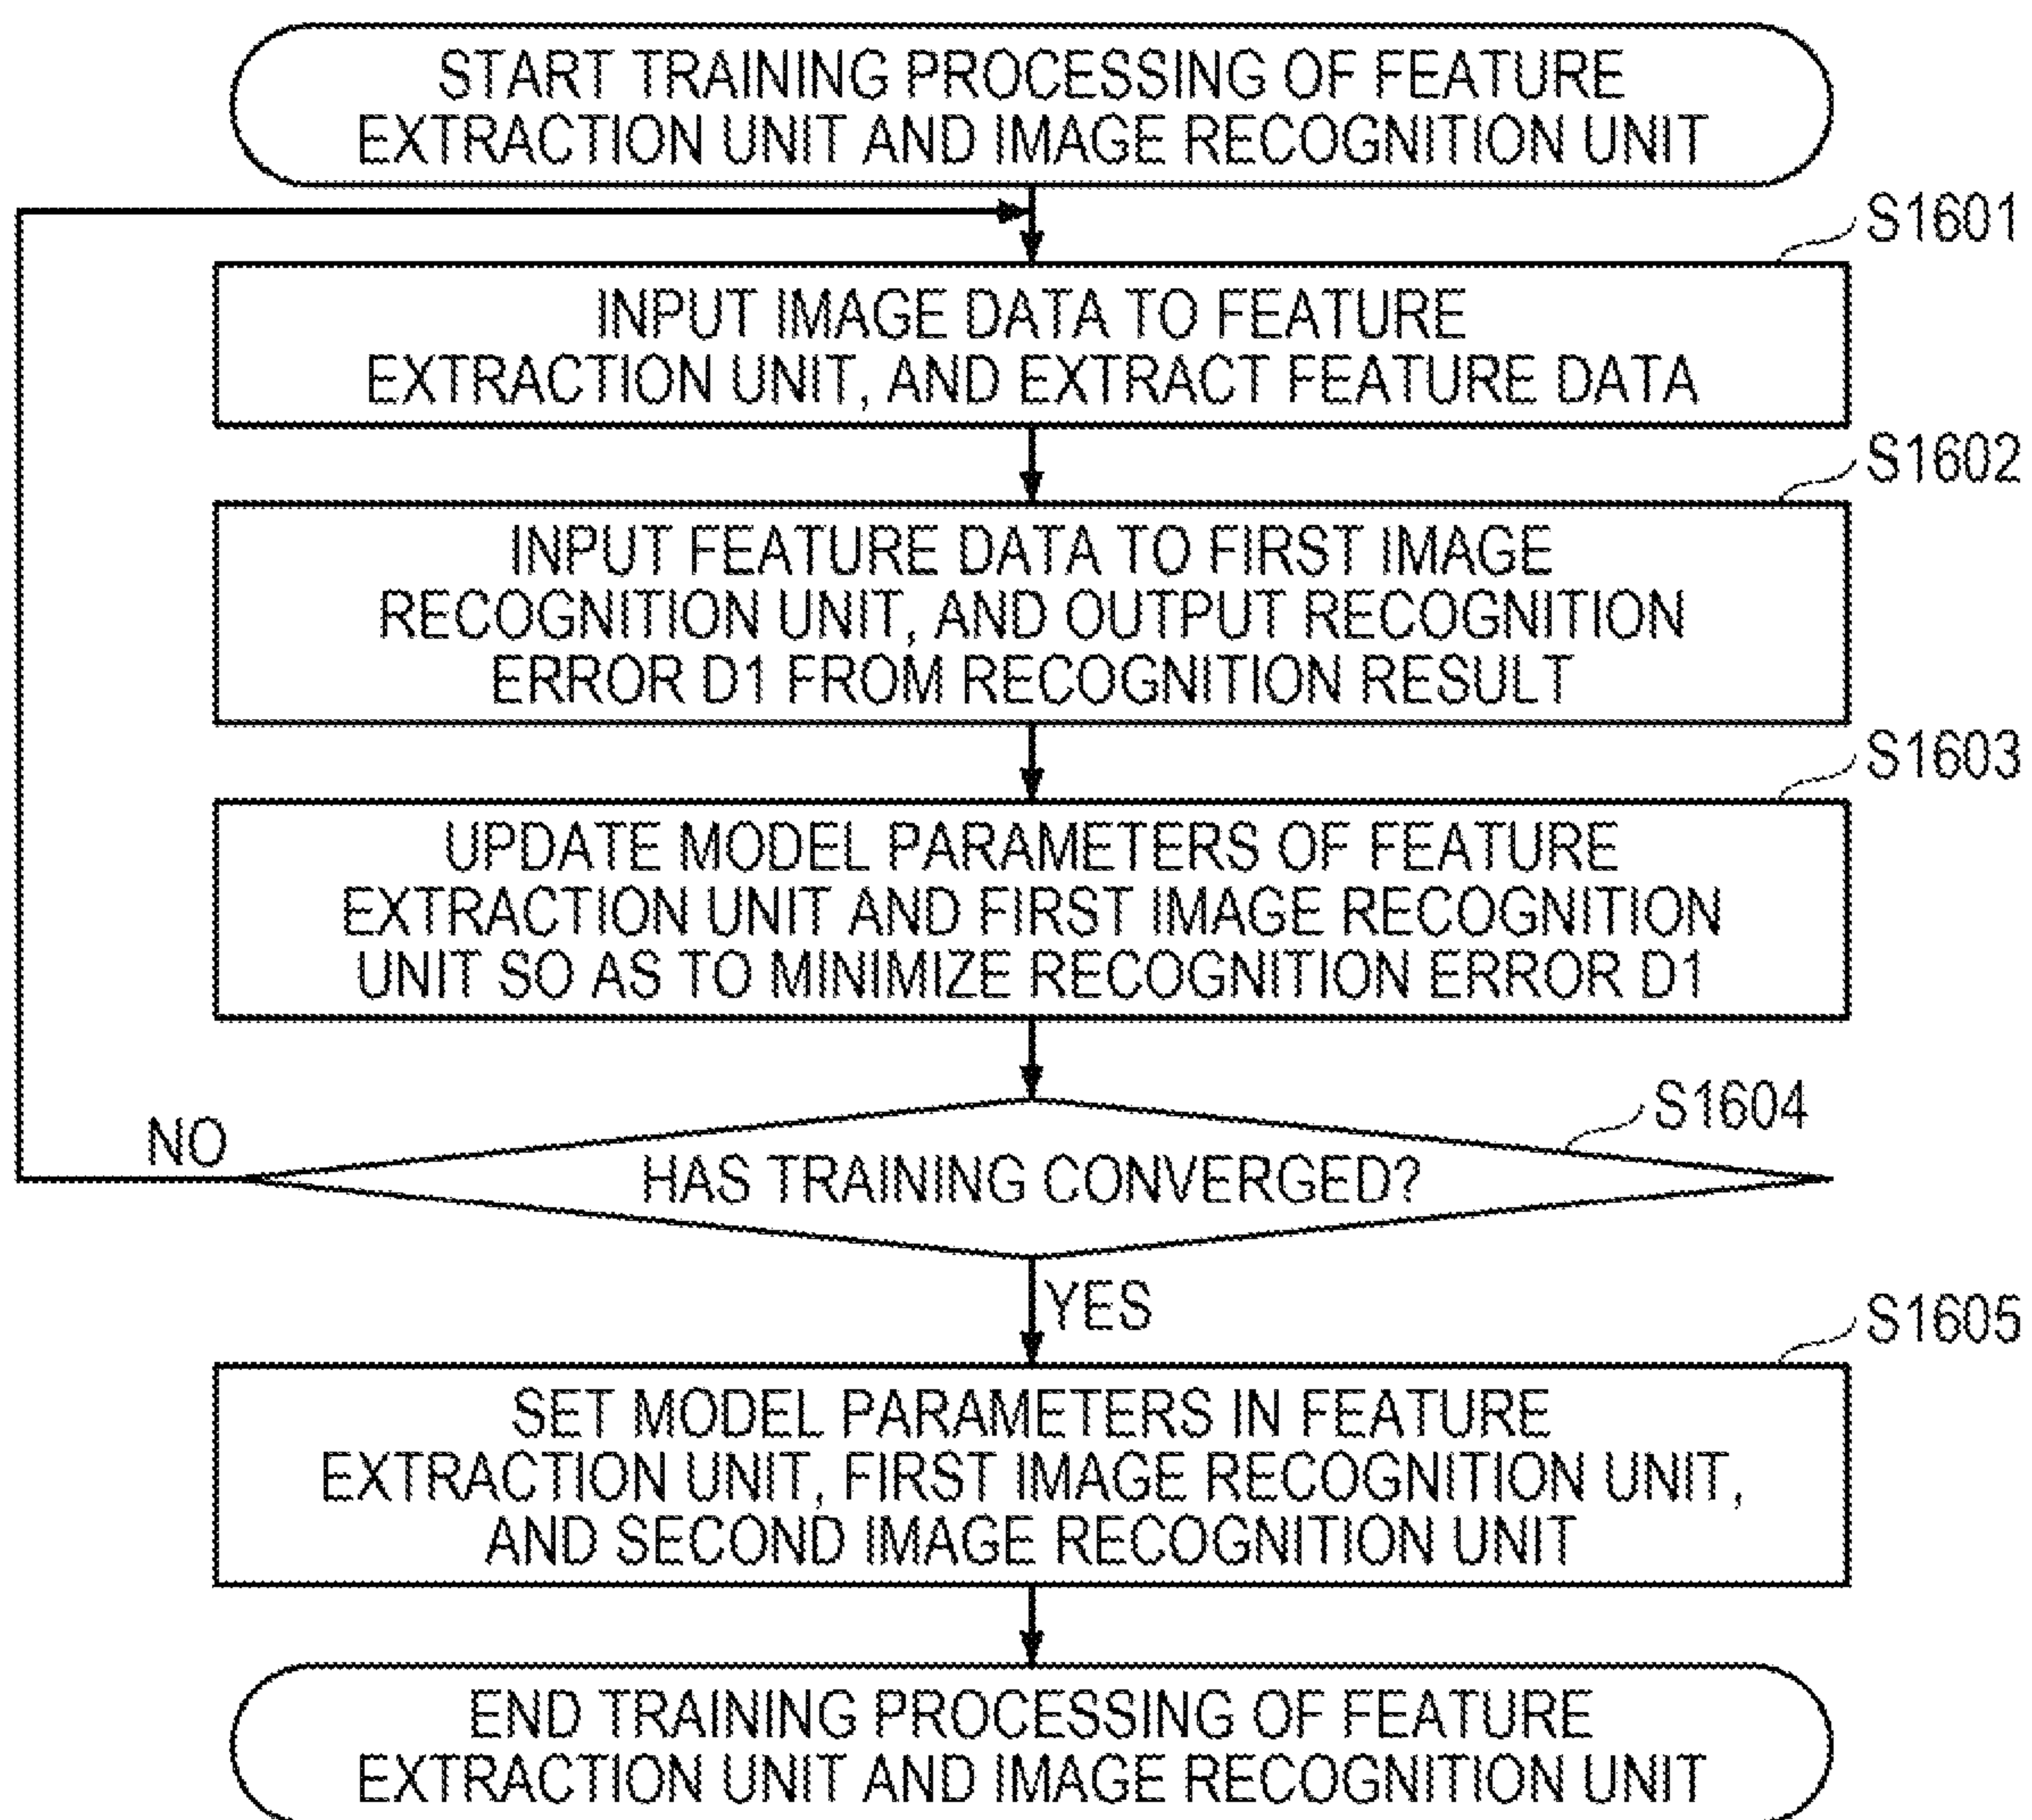 START TRAINING PROCESSING OF FEATURE
EXTRACTION UNIT AND IMAGE RECOGNITION UNIT
S1601
INPUT IMAGE DATA TO FEATURE
EXTRACTION UNIT, AND EXTRACT FEATURE DATA
S1602
INPUT FEATURE DATA TO FIRST IMAGE
RECOGNITION UNIT, AND OUTPUT RECOGNITION
ERROR D1 FROM RECOGNITION RESULT
S1603
UPDATE MODEL PARAMETERS OF FEATURE
EXTRACTION UNIT AND FIRST IMAGE RECOGNITION
UNIT SO AS TO MINIMIZE RECOGNITION ERROR D1
S1604
NO
HAS TRAINING CONVERGED?
YES
S1605
SET MODEL PARAMETERS IN FEATURE
EXTRACTION UNIT, FIRST IMAGE RECOGNITION UNIT,
AND SECOND IMAGE RECOGNITION UNIT
END TRAINING PROCESSING OF FEATURE
EXTRACTION UNIT AND IMAGE RECOGNITION UNIT